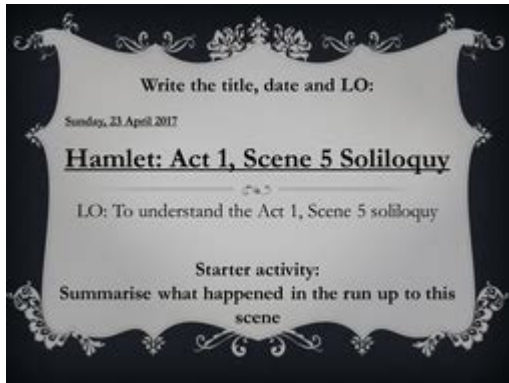 Write the title, date and LO:
Sunday, 23 April 2017
Hamlet: Act 1, Scene 5 Soliloquy
LO: To understand the Act 1, Scene 5 soliloquy
Starter activity:
Summarise what happened in the run up to this
scene